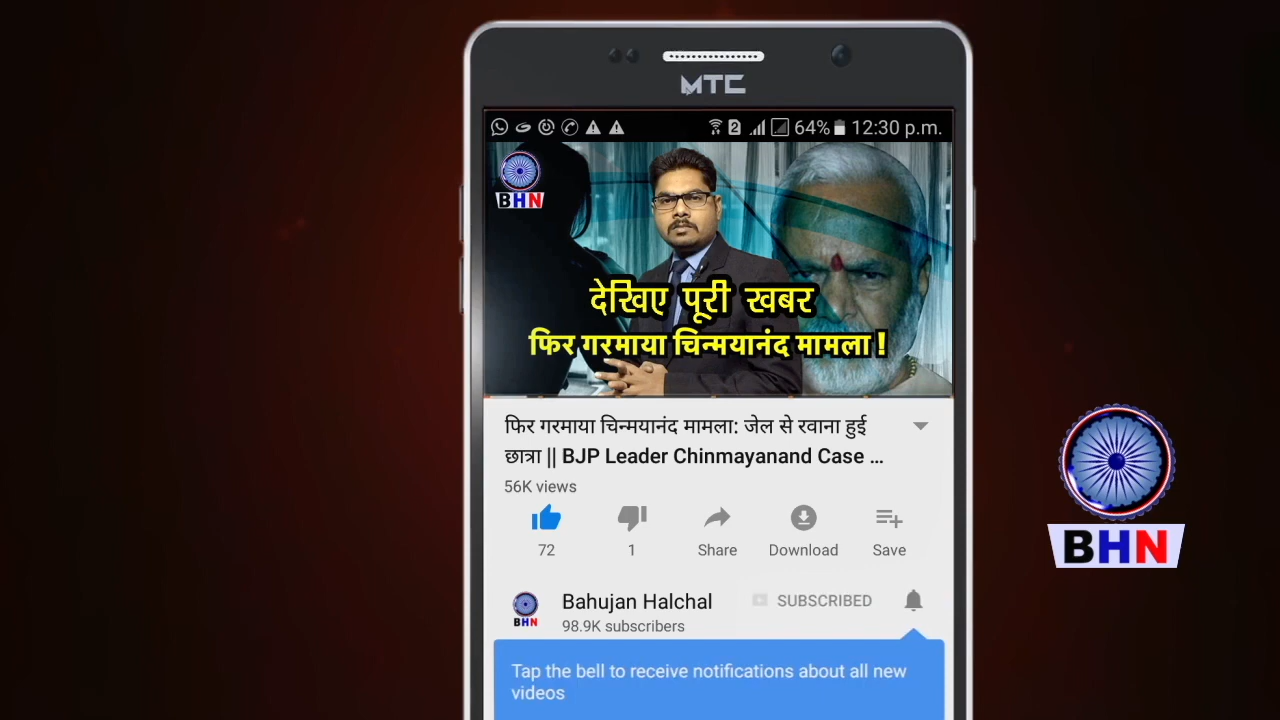 MTC
2 64% 12:30 p.m.
BHN
देखिए पूरी खबर
फिर गरमाया चिन्मयानंद मामला !
फिर गरमाया चिन्मयानंद मामला: जेल से रवाना हुई
छात्रा || BJP Leader Chinmayanand Case ...
56K views
72 1 Share Download Save
BHN
Bahujan Halchal SUBSCRIBED
98.9K subscribers
BHN
Tap the bell to receive notifications about all new
videos